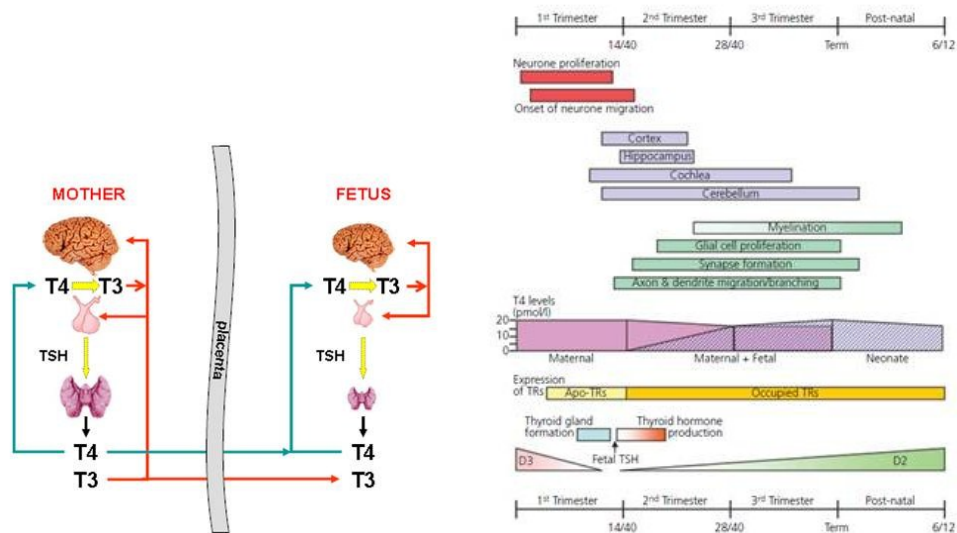 MOTHER
T4
T3
TSH
T4
T3
placenta
FETUS
T4
T3
TSH
T4
T3
1st Trimester
2nd Trimester
3rd Trimester
Post-natal
14/40
28/40
Term
6/12
Neurone proliferation
Onset of neurone migration
Cortex
Hippocampus
Cochlea
Cerebellum
Myelination
Glial cell proliferation
Synapse formation
Axon & dendrite migration/branching
T4 levels
(pmol/l)
20
10
0
Maternal
Maternal + Fetal
Neonate
Expression
of TRs
Apo-TRs
Occupied TRs
Thyroid gland
formation
Thyroid hormone
production
Fetal TSH
D3
D2
1st Trimester
2nd Trimester
3rd Trimester
Post-natal
14/40
28/40
Term
6/12